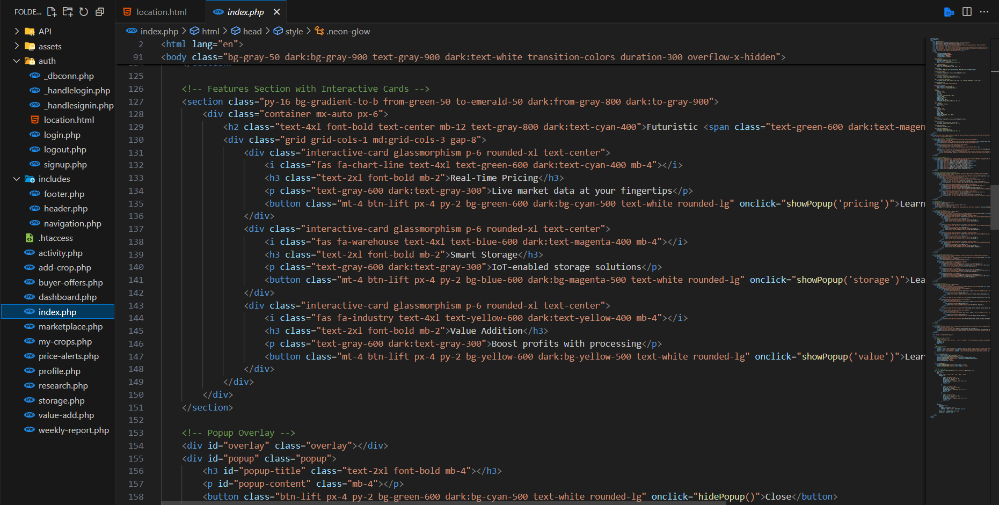 FOLDE...
API
assets
auth
_dbconn.php
_handlelogin.php
_handlesignin.php
location.html
login.php
logout.php
signup.php
includes
footer.php
header.php
navigation.php
.htaccess
activity.php
add-crop.php
buyer-offers.php
dashboard.php
index.php
marketplace.php
my-crops.php
price-alerts.php
profile.php
research.php
storage.php
value-add.php
weekly-report.php
location.html
index.php
index.php > html > head > style > .neon-glow
2 <html lang="en">
91 <body class="bg-gray-50 dark:bg-gray-900 text-gray-900 dark:text-white transition-colors duration-300 overflow-x-hidden">
124 </section>
125
126 <!-- Features Section with Interactive Cards -->
127 <section class="py-16 bg-gradient-to-b from-green-50 to-emerald-50 dark:from-gray-800 dark:to-gray-900">
128 <div class="container mx-auto px-6">
129 <h2 class="text-4xl font-bold text-center mb-12 text-gray-800 dark:text-cyan-400">Futuristic <span class="text-green-600 dark:text-magen
130 <div class="grid grid-cols-1 md:grid-cols-3 gap-8">
131 <div class="interactive-card glassmorphism p-6 rounded-xl text-center">
132 <i class="fas fa-chart-line text-4xl text-green-600 dark:text-cyan-400 mb-4"></i>
133 <h3 class="text-2xl font-bold mb-2">Real-Time Pricing</h3>
134 <p class="text-gray-600 dark:text-gray-300">Live market data at your fingertips</p>
135 <button class="mt-4 btn-lift px-4 py-2 bg-green-600 dark:bg-cyan-500 text-white rounded-lg" onclick="showPopup('pricing')">Learn
136 </div>
137 <div class="interactive-card glassmorphism p-6 rounded-xl text-center">
138 <i class="fas fa-warehouse text-4xl text-blue-600 dark:text-magenta-400 mb-4"></i>
139 <h3 class="text-2xl font-bold mb-2">Smart Storage</h3>
140 <p class="text-gray-600 dark:text-gray-300">IoT-enabled storage solutions</p>
141 <button class="mt-4 btn-lift px-4 py-2 bg-blue-600 dark:bg-magenta-500 text-white rounded-lg" onclick="showPopup('storage')">Lea
142 </div>
143 <div class="interactive-card glassmorphism p-6 rounded-xl text-center">
144 <i class="fas fa-industry text-4xl text-yellow-600 dark:text-yellow-400 mb-4"></i>
145 <h3 class="text-2xl font-bold mb-2">Value Addition</h3>
146 <p class="text-gray-600 dark:text-gray-300">Boost profits with processing</p>
147 <button class="mt-4 btn-lift px-4 py-2 bg-yellow-600 dark:bg-yellow-500 text-white rounded-lg" onclick="showPopup('value')">Lear
148 </div>
149 </div>
150 </div>
151 </section>
152
153 <!-- Popup Overlay -->
154 <div id="overlay" class="overlay"></div>
155 <div id="popup" class="popup">
156 <h3 id="popup-title" class="text-2xl font-bold mb-4"></h3>
157 <p id="popup-content" class="mb-4"></p>
158 <button class="btn-lift px-4 py-2 bg-green-600 dark:bg-cyan-500 text-white rounded-lg" onclick="hidePopup()">Close</button>